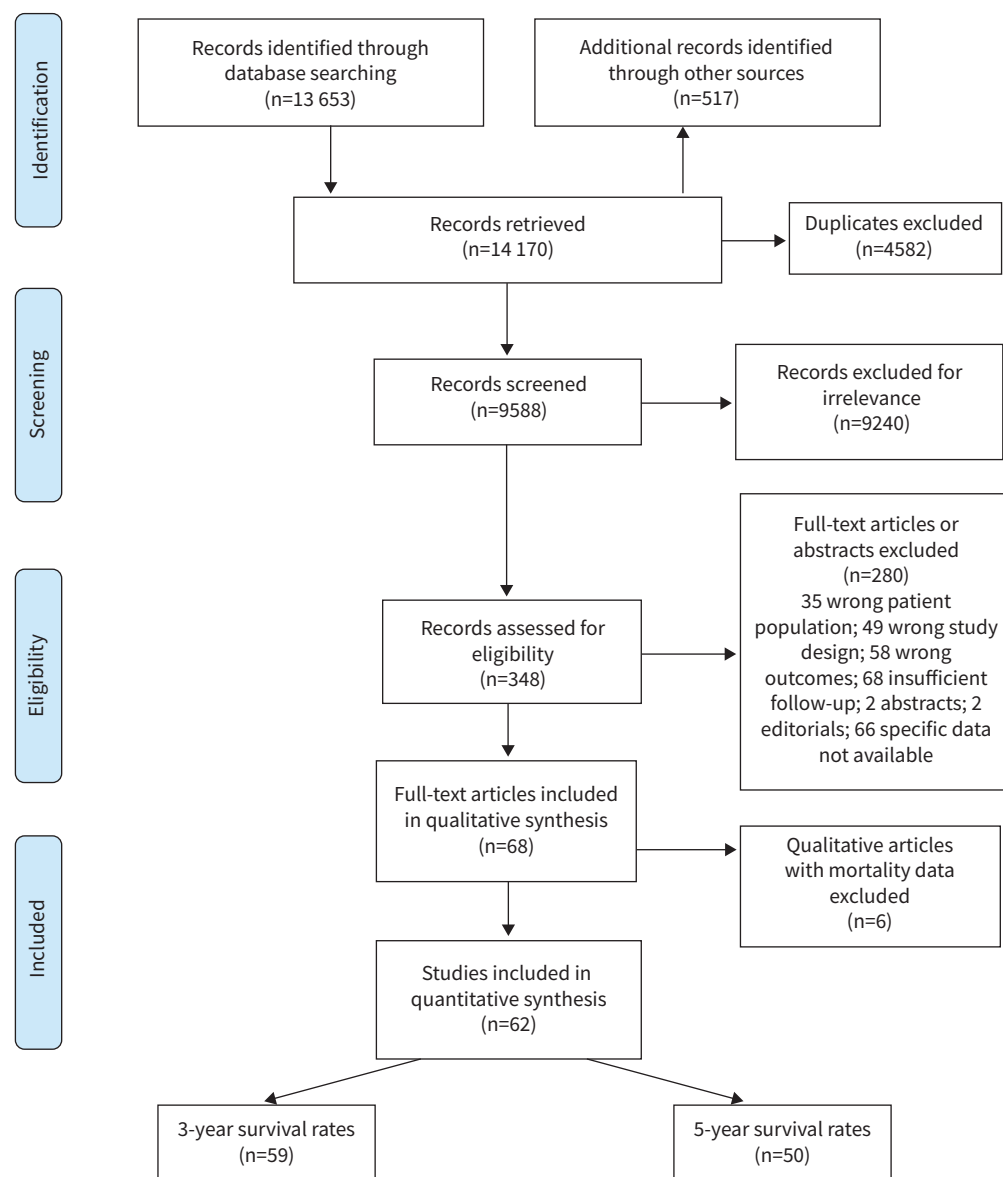 Identification
Records identified through
database searching
(n=13 653)
Additional records identified
through other sources
(n=517)
Records retrieved
(n=14 170)
Duplicates excluded
(n=4582)
Screening
Records screened
(n=9588)
Records excluded for
irrelevance
(n=9240)
Eligibility
Records assessed for
eligibility
(n=348)
Full-text articles or
abstracts excluded
(n=280)
35 wrong patient
population; 49 wrong study
design; 58 wrong
outcomes; 68 insufficient
follow-up; 2 abstracts; 2
editorials; 66 specific data
not available
Full-text articles included
in qualitative synthesis
(n=68)
Included
Qualitative articles
with mortality data
excluded
(n=6)
Studies included in
quantitative synthesis
(n=62)
3-year survival rates
(n=59)
5-year survival rates
(n=50)